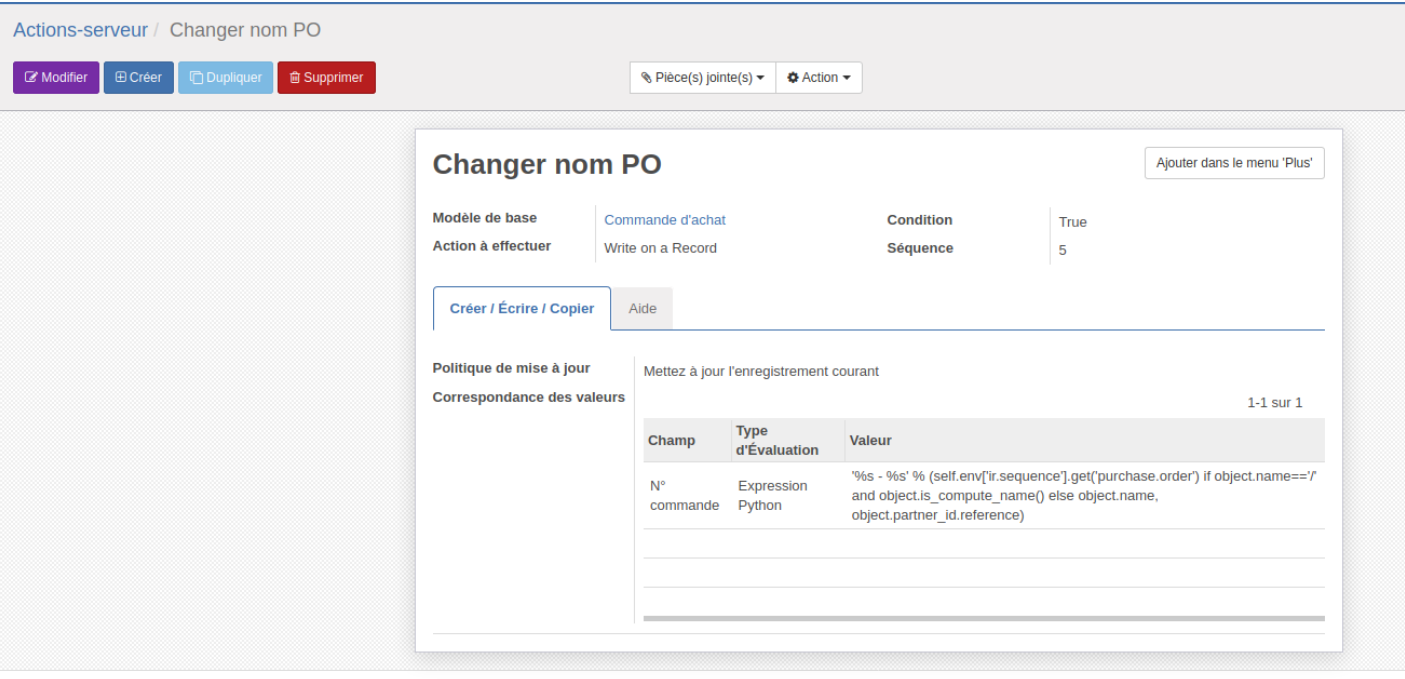 Actions-serveur / Changer nom PO
Modifier Créer Dupliquer Supprimer Pièce(s) jointe(s) Action
Changer nom PO
Ajouter dans le menu 'Plus'
Modèle de base Commande d'achat Condition True
Action à effectuer Write on a Record Séquence 5
Créer / Écrire / Copier Aide
Politique de mise à jour Mettez à jour l'enregistrement courant
Correspondance des valeurs
1-1 sur 1
Champ Type d'Évaluation Valeur
N° commande
Expression Python
'%s - %s' % (self.env['ir.sequence'].get('purchase.order') if object.name=='/'
and object.is_compute_name() else object.name,
object.partner_id.reference)